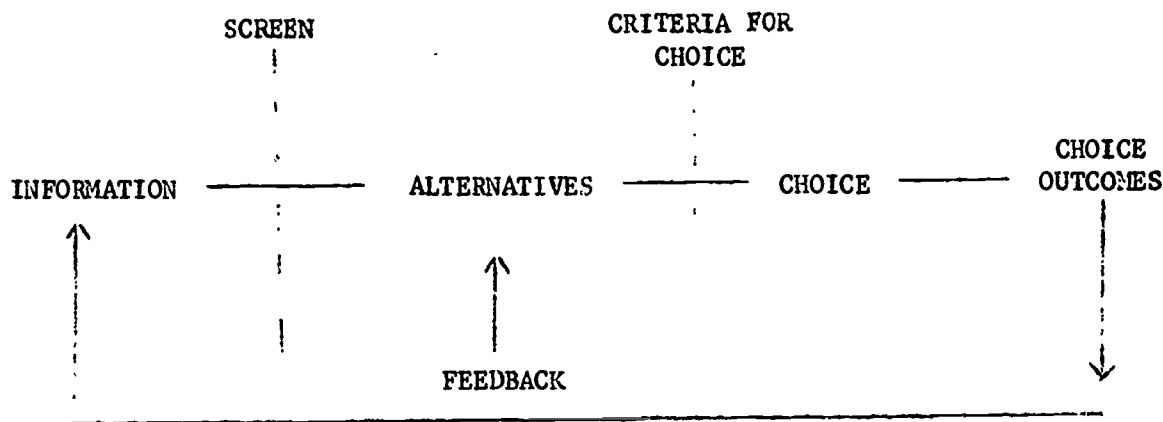 SCREEN
CRITERIA FOR
CHOICE
INFORMATION
ALTERNATIVES
CHOICE
CHOICE
OUTCOMES
FEEDBACK